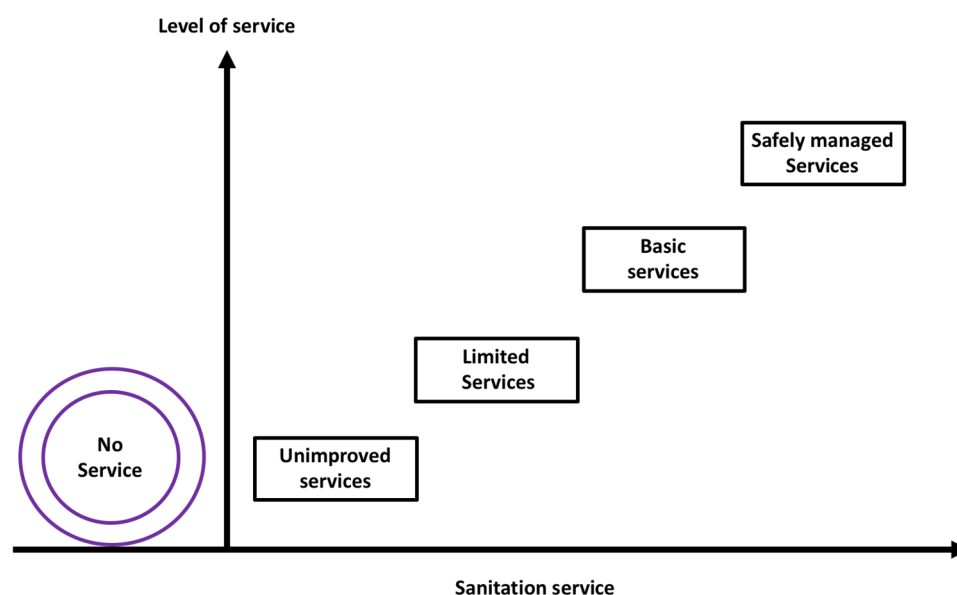 Level of service
Safely managed
Services
Basic
services
Limited
Services
No
Service
Unimproved
services
Sanitation service